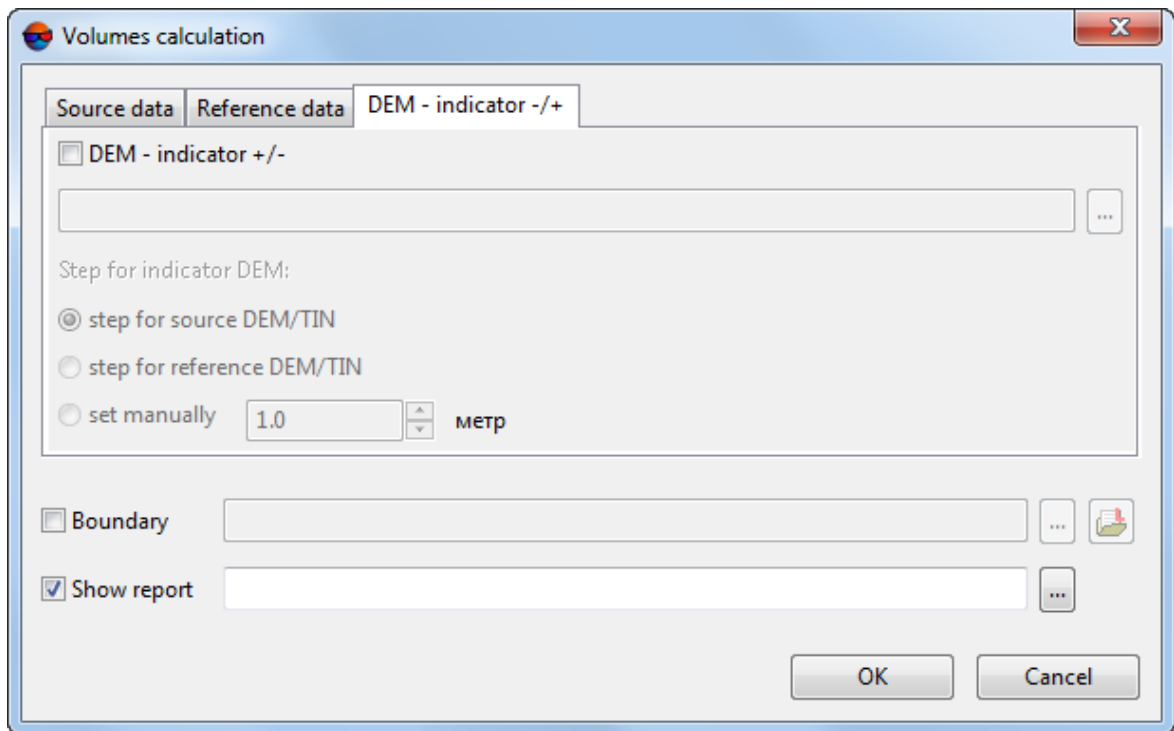 Volumes calculation
Source data Reference data DEM - indicator -/+
DEM - indicator +/-
...
Step for indicator DEM:
step for source DEM/TIN
step for reference DEM/TIN
set manually 1.0 метр
Boundary ...
Show report ...
OK Cancel